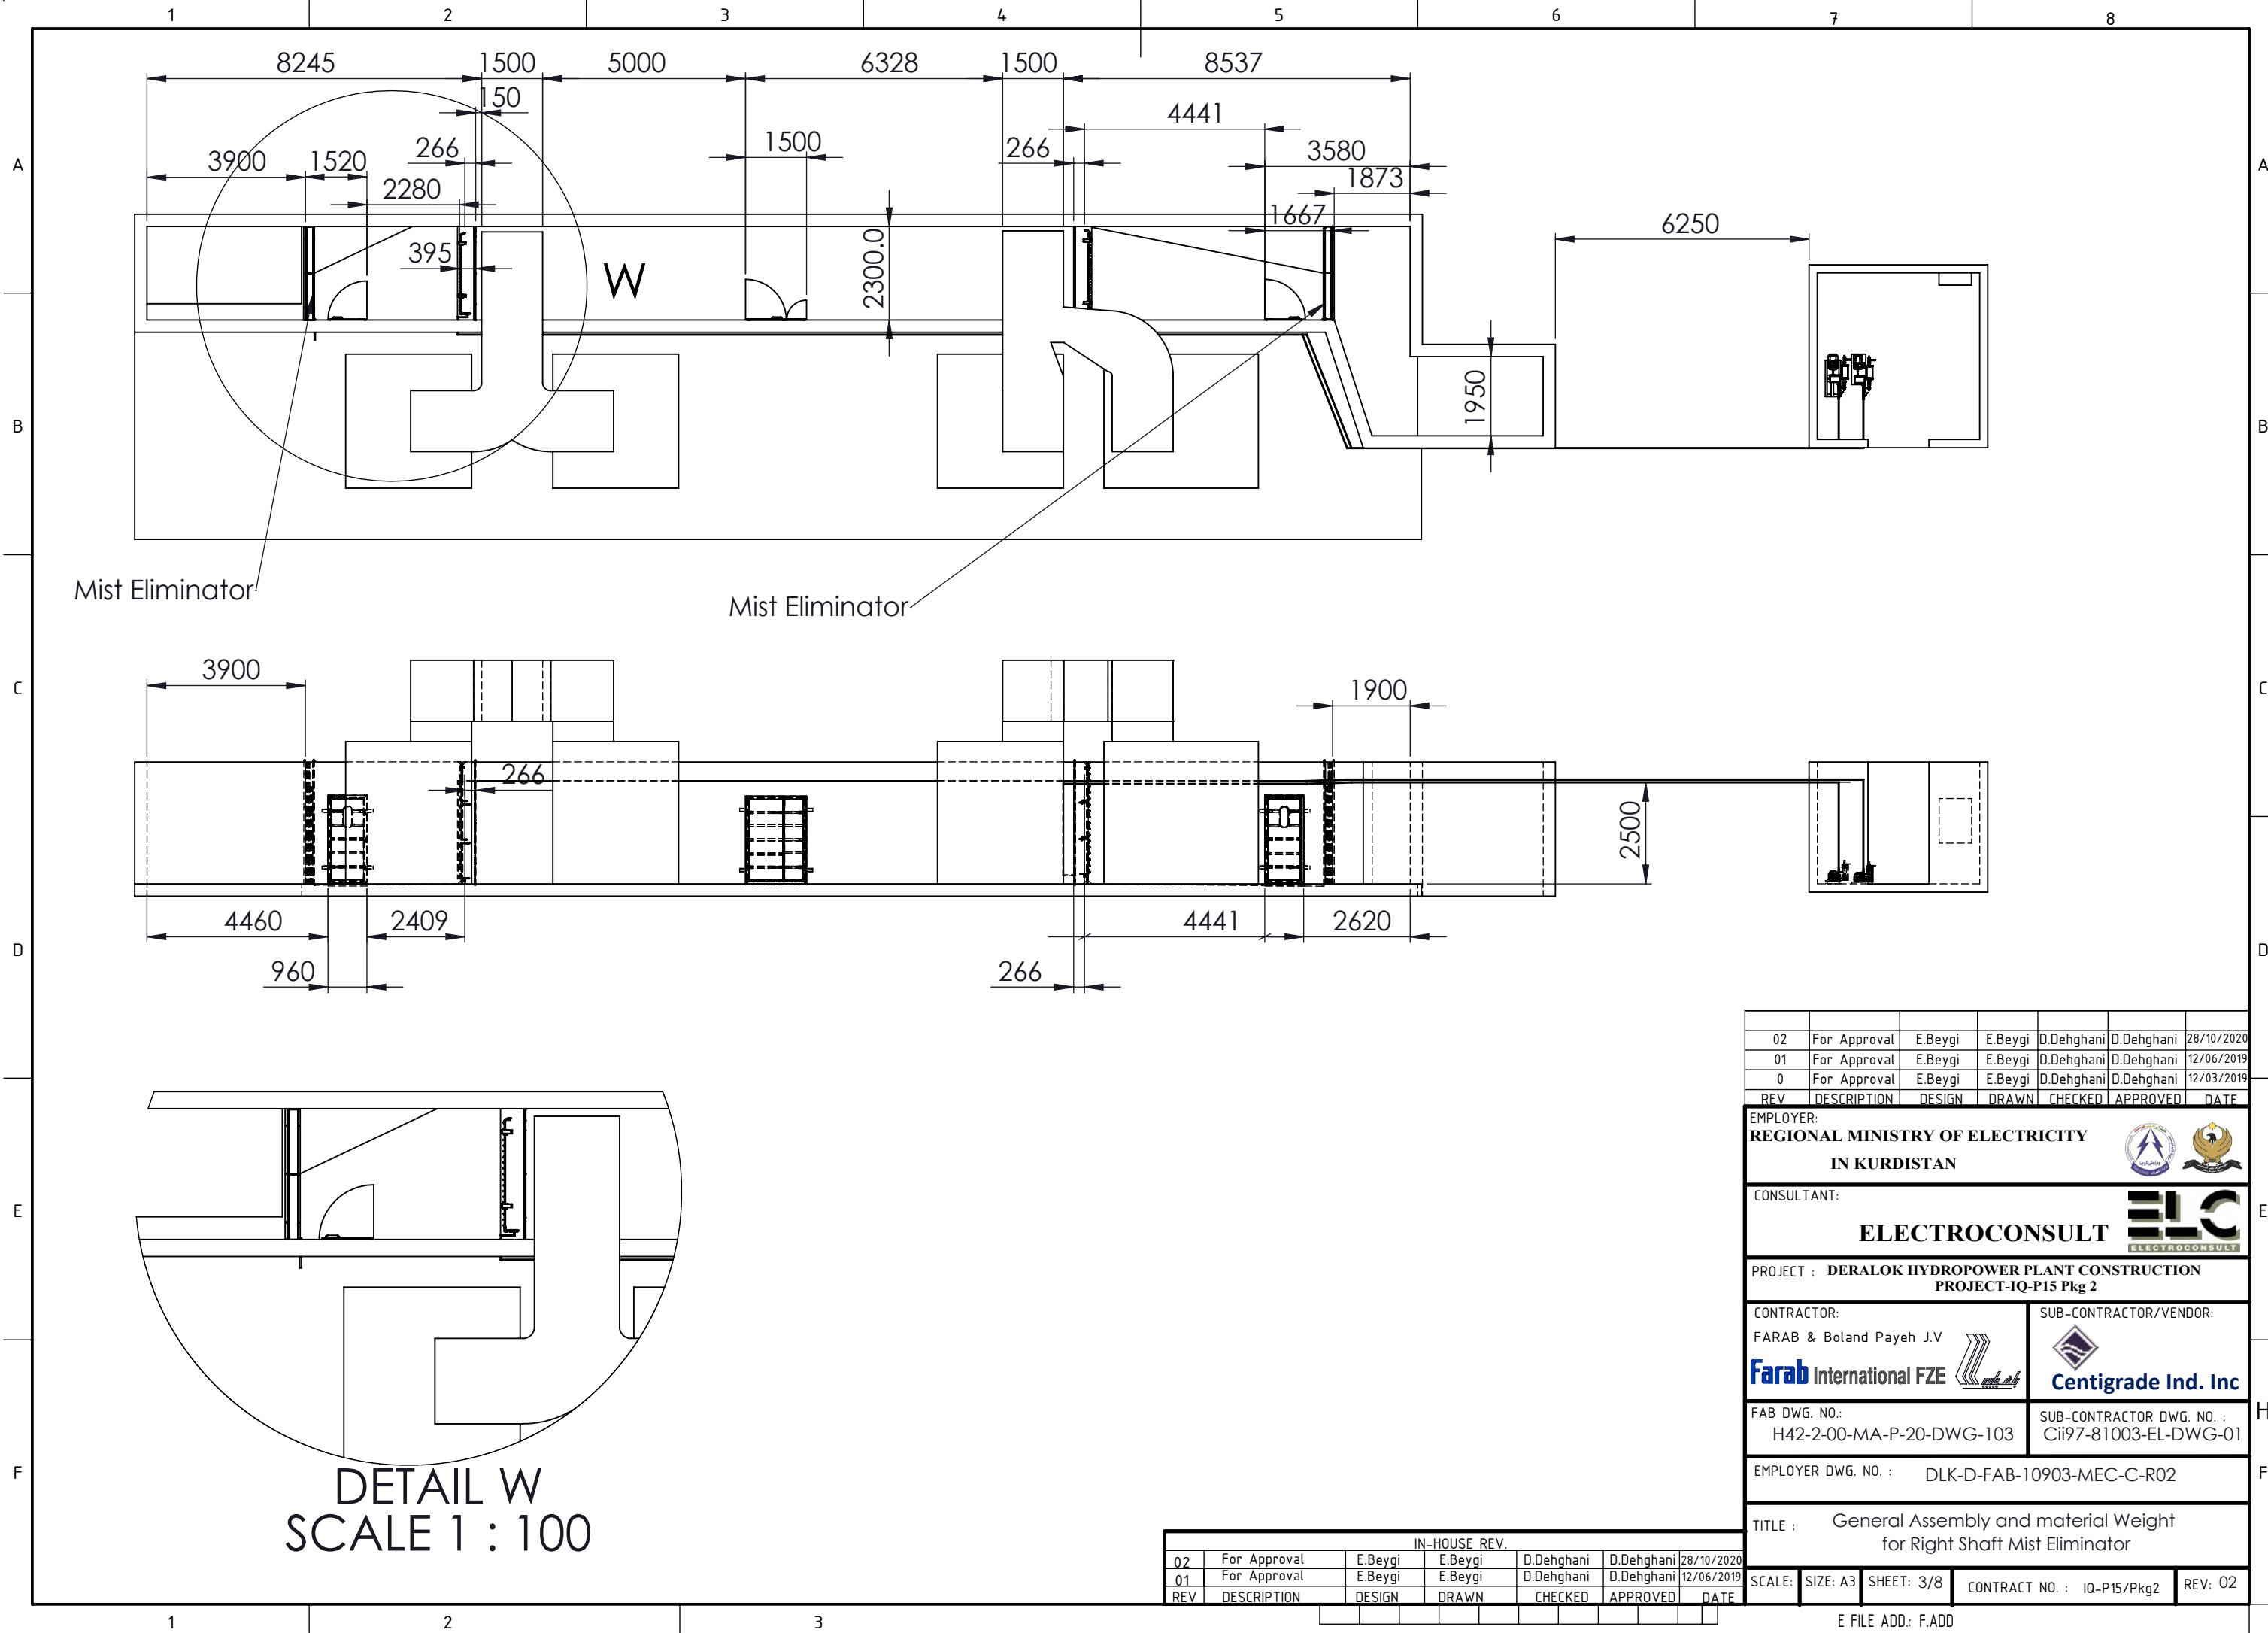 1 2 3 4 5 6 7 8
8245 1500 5000 6328 1500 8537
150
4441
3900 1520 266 1500 266 3580
2280 1873
1667
395 W 2300.0 6250
1950
A A
B B
Mist Eliminator
Mist Eliminator
C C
3900
1900
266
2500
4460 2409 4441 2620
960 266
D D
E E
H
F F
DETAIL W
SCALE 1 : 100
02 For Approval E.Beygi E.Beygi D.Dehghani D.Dehghani 28/10/2020
01 For Approval E.Beygi E.Beygi D.Dehghani D.Dehghani 12/06/2019
0 For Approval E.Beygi E.Beygi D.Dehghani D.Dehghani 12/03/2019
REV DESCRIPTION DESIGN DRAWN CHECKED APPROVED DATE
EMPLOYER:
REGIONAL MINISTRY OF ELECTRICITY
IN KURDISTAN
CONSULTANT:
ELECTROCONSULT
ELC
ELECTROCONSULT
PROJECT : DERALOK HYDROPOWER PLANT CONSTRUCTION
PROJECT-IQ-P15 Pkg 2
CONTRACTOR:
FARAB & Boland Payeh J.V
Farab International FZE
SUB-CONTRACTOR/VENDOR:
Centigrade Ind. Inc
FAB DWG. NO.:
H42-2-00-MA-P-20-DWG-103
SUB-CONTRACTOR DWG. NO. :
Cii97-81003-EL-DWG-01
EMPLOYER DWG. NO. : DLK-D-FAB-10903-MEC-C-R02
TITLE : General Assembly and material Weight
for Right Shaft Mist Eliminator
SCALE: SIZE: A3 SHEET: 3/8 CONTRACT NO. : IQ-P15/Pkg2 REV: 02
IN-HOUSE REV.
02 For Approval E.Beygi E.Beygi D.Dehghani D.Dehghani 28/10/2020
01 For Approval E.Beygi E.Beygi D.Dehghani D.Dehghani 12/06/2019
REV DESCRIPTION DESIGN DRAWN CHECKED APPROVED DATE
1 2 3
E FILE ADD.: F.ADD